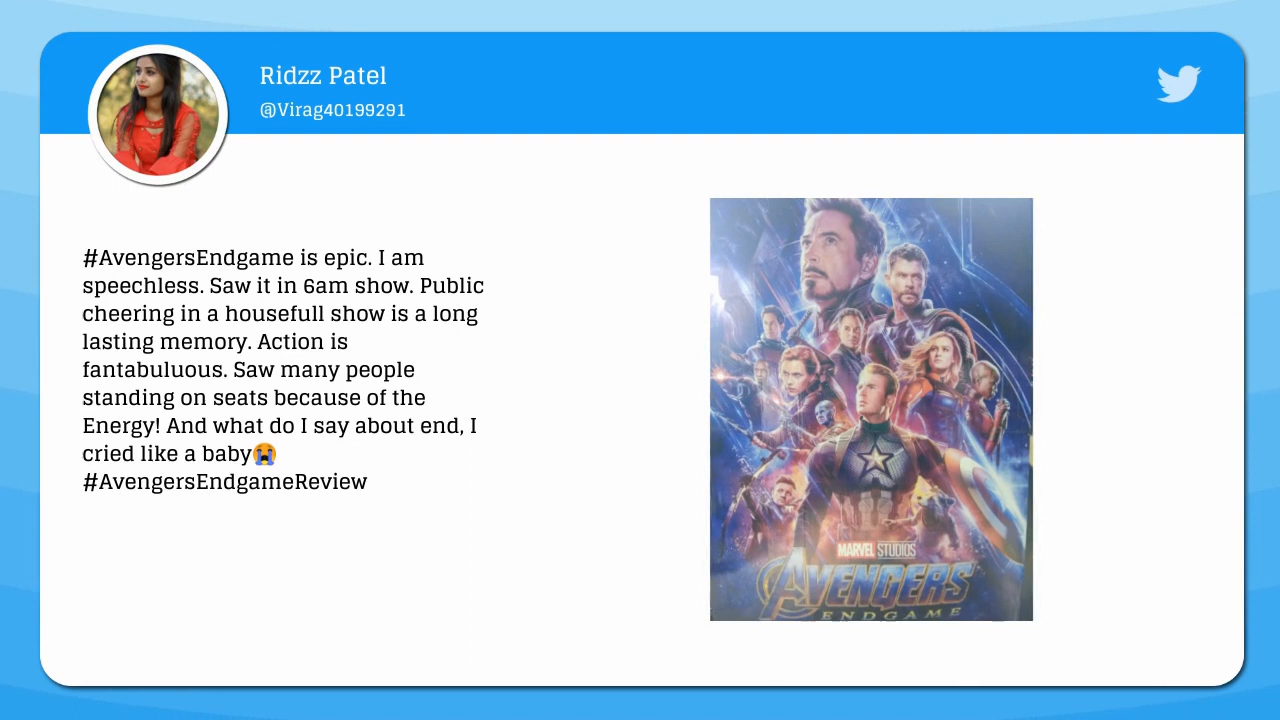 Ridzz Patel
@Virag40199291
#AvengersEndgame is epic. I am
speechless. Saw it in 6am show. Public
cheering in a housefull show is a long
lasting memory. Action is
fantabuluous. Saw many people
standing on seats because of the
Energy! And what do I say about end, I
cried like a baby😭
#AvengersEndgameReview
MARVEL STUDIOS
AVENGERS
ENDGAME